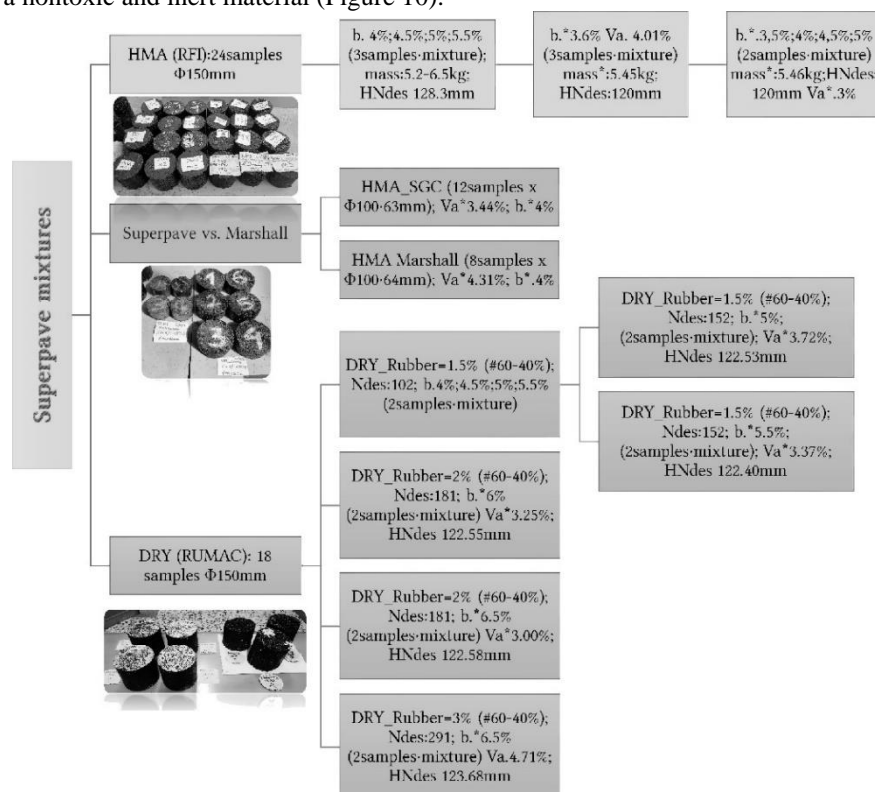 a nontoxic and inert material (Figure 10).
Superpave mixtures
HMA (RFI):24samples
Φ150mm
b. 4%;4.5%;5%;5.5%
(3samples·mixture);
mass:5.2-6.5kg;
HNdes 128.3mm
b.*3.6% Va. 4.01%
(3samples·mixture)
mass*:5.45kg;
HNdes:120mm
b.*.3,5%;4%;4,5%;5%
(2samples·mixture)
mass*:5.46kg;HNdes:
120mm Va*.3%
Superpave vs. Marshall
HMA_SGC (12samples x
Φ100·63mm); Va*3.44%; b.*4%
HMA Marshall (8samples x
Φ100·64mm); Va*4.31%; b*.4%
DRY (RUMAC): 18
samples Φ150mm
DRY_Rubber=1.5% (#60-40%);
Ndes:102; b.4%;4.5%;5%;5.5%
(2samples·mixture)
DRY_Rubber=1.5% (#60-40%);
Ndes:152; b.*5%;
(2samples·mixture); Va*3.72%;
HNdes 122.53mm
DRY_Rubber=1.5% (#60-40%);
Ndes:152; b.*5.5%;
(2samples·mixture); Va*3.37%;
HNdes 122.40mm
DRY_Rubber=2% (#60-40%);
Ndes:181; b.*6%
(2samples·mixture) Va*3.25%;
HNdes 122.55mm
DRY_Rubber=2% (#60-40%);
Ndes:181; b.*6.5%
(2samples·mixture) Va*3.00%;
HNdes 122.58mm
DRY_Rubber=3% (#60-40%);
Ndes:291; b.*6.5%
(2samples·mixture) Va.4.71%;
HNdes 123.68mm